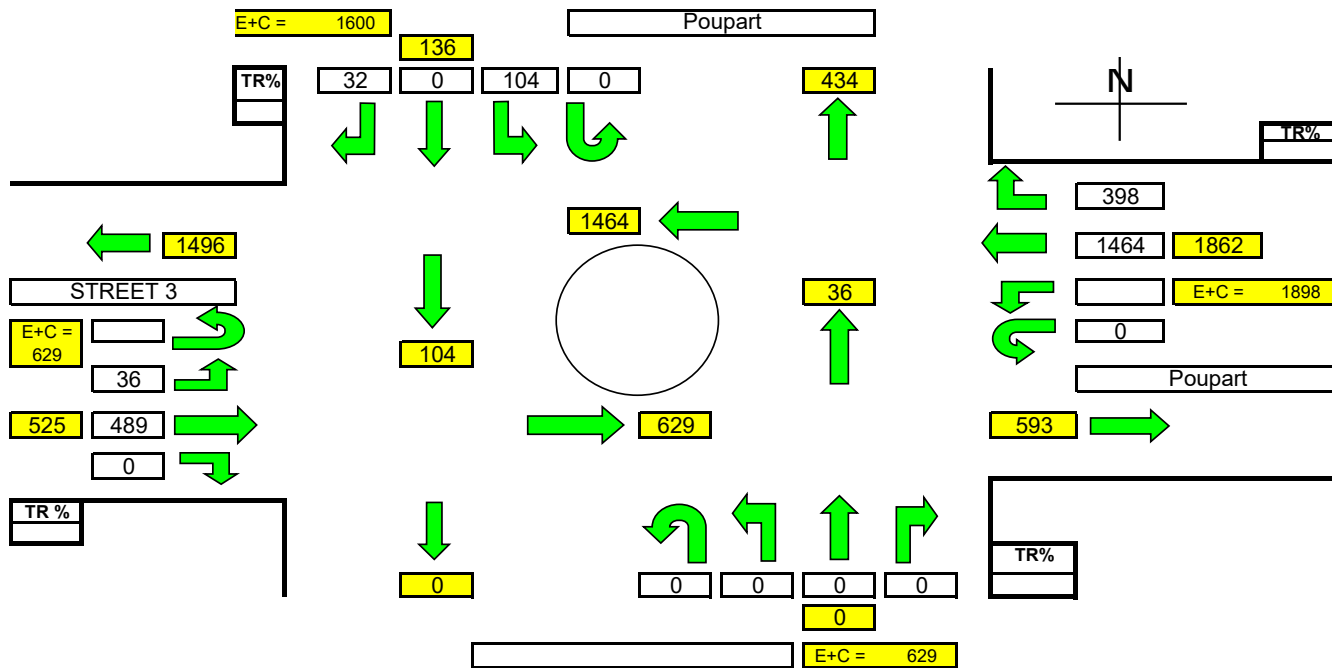 E+C = 1600
Poupart
136
TR%
32 0 104 0
434
N
TR%
398
1464
1496
1464 1862
STREET 3
36
E+C = 1898
E+C =
629
0
104
36
Poupart
525 489
629
593
0
TR %
TR%
0
0 0 0 0
0
E+C = 629